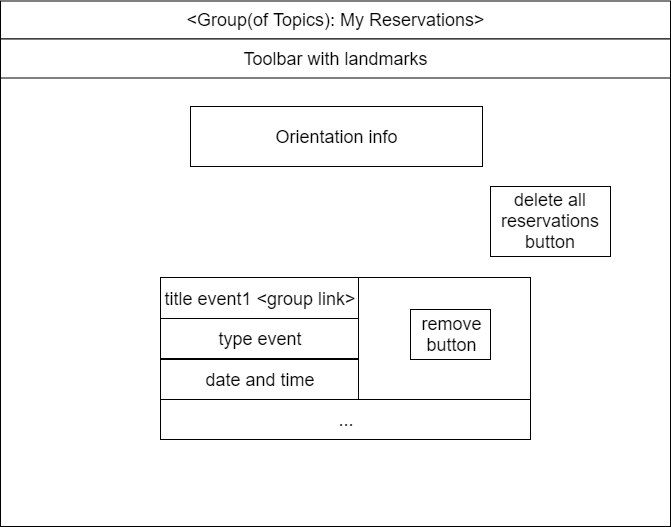 <Group(of Topics): My Reservations>
Toolbar with landmarks
Orientation info
delete all
reservations
button
title event1 <group link>
type event
date and time
remove
button
...